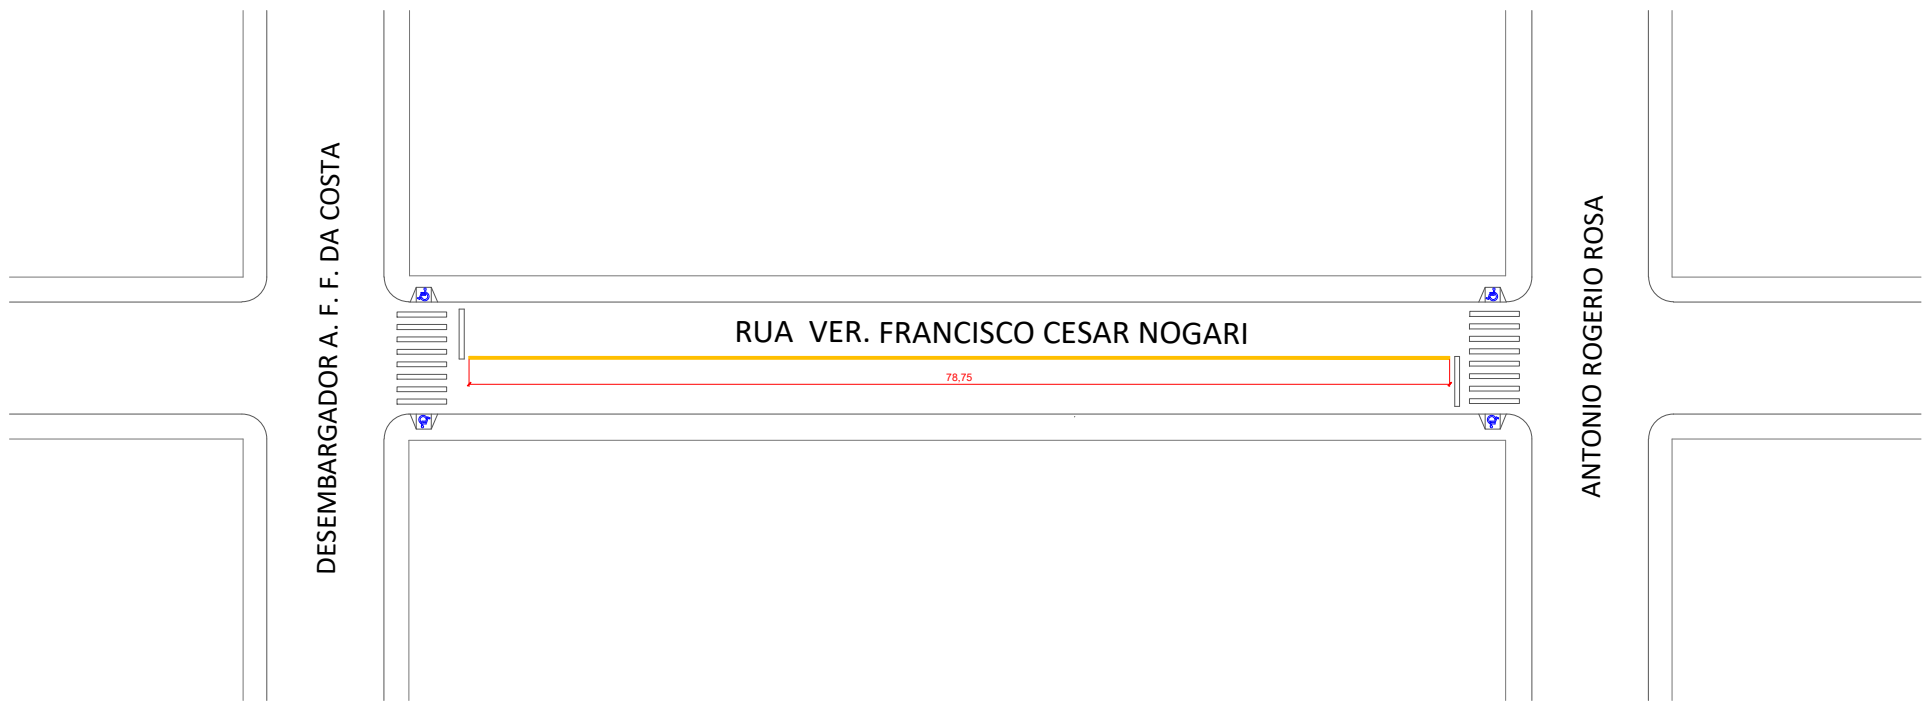 DESEMBARGADOR A. F. F. DA COSTA
RUA VER. FRANCISCO CESAR NOGARI
78,75
ANTONIO ROGERIO ROSA